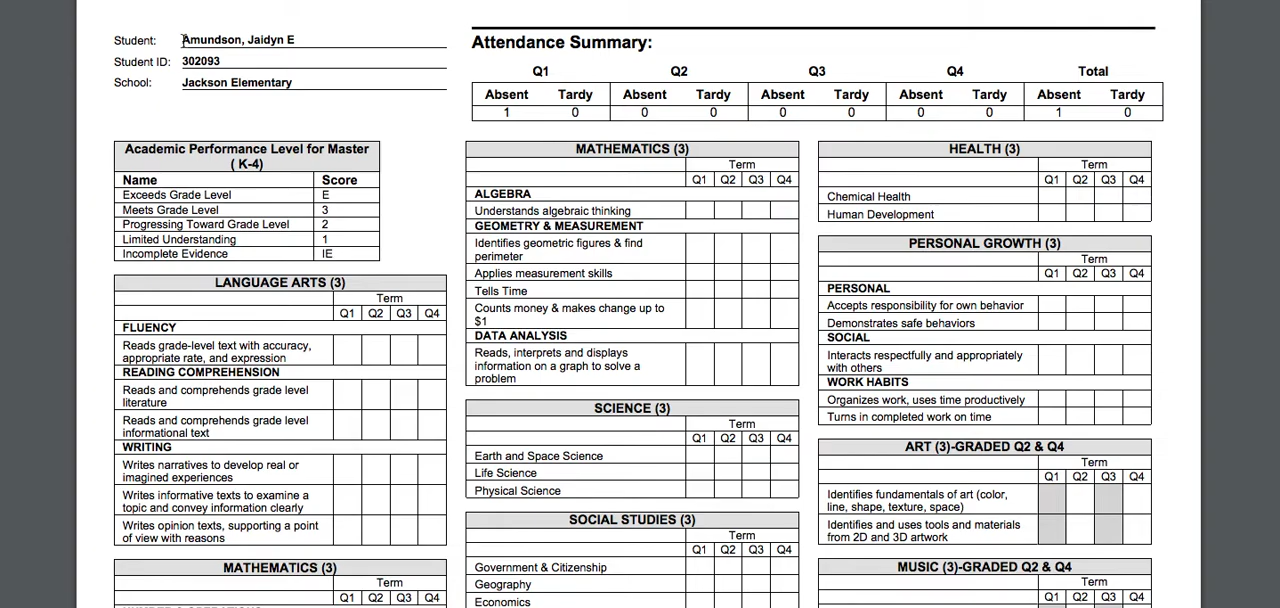 Student: Amundson, Jaidyn E
Student ID: 302093
School: Jackson Elementary
Attendance Summary:
Q1 Q2 Q3 Q4 Total
Absent Tardy Absent Tardy Absent Tardy Absent Tardy Absent Tardy
1 0 0 0 0 0 0 0 1 0
Academic Performance Level for Master
( K-4)
Name Score
Exceeds Grade Level E
Meets Grade Level 3
Progressing Toward Grade Level 2
Limited Understanding 1
Incomplete Evidence IE
LANGUAGE ARTS (3)
Term
Q1 Q2 Q3 Q4
FLUENCY
Reads grade-level text with accuracy,
appropriate rate, and expression
READING COMPREHENSION
Reads and comprehends grade level
literature
Reads and comprehends grade level
informational text
WRITING
Writes narratives to develop real or
imagined experiences
Writes informative texts to examine a
topic and convey information clearly
Writes opinion texts, supporting a point
of view with reasons
MATHEMATICS (3)
Term
Q1 Q2 Q3 Q4
MATHEMATICS (3)
Term
Q1 Q2 Q3 Q4
ALGEBRA
Understands algebraic thinking
GEOMETRY & MEASUREMENT
Identifies geometric figures & find
perimeter
Applies measurement skills
Tells Time
Counts money & makes change up to
$1
DATA ANALYSIS
Reads, interprets and displays
information on a graph to solve a
problem
SCIENCE (3)
Term
Q1 Q2 Q3 Q4
Earth and Space Science
Life Science
Physical Science
SOCIAL STUDIES (3)
Term
Q1 Q2 Q3 Q4
Government & Citizenship
Geography
Economics
HEALTH (3)
Term
Q1 Q2 Q3 Q4
Chemical Health
Human Development
PERSONAL GROWTH (3)
Term
Q1 Q2 Q3 Q4
PERSONAL
Accepts responsibility for own behavior
Demonstrates safe behaviors
SOCIAL
Interacts respectfully and appropriately
with others
WORK HABITS
Organizes work, uses time productively
Turns in completed work on time
ART (3)-GRADED Q2 & Q4
Term
Q1 Q2 Q3 Q4
Identifies fundamentals of art (color,
line, shape, texture, space)
Identifies and uses tools and materials
from 2D and 3D artwork
MUSIC (3)-GRADED Q2 & Q4
Term
Q1 Q2 Q3 Q4